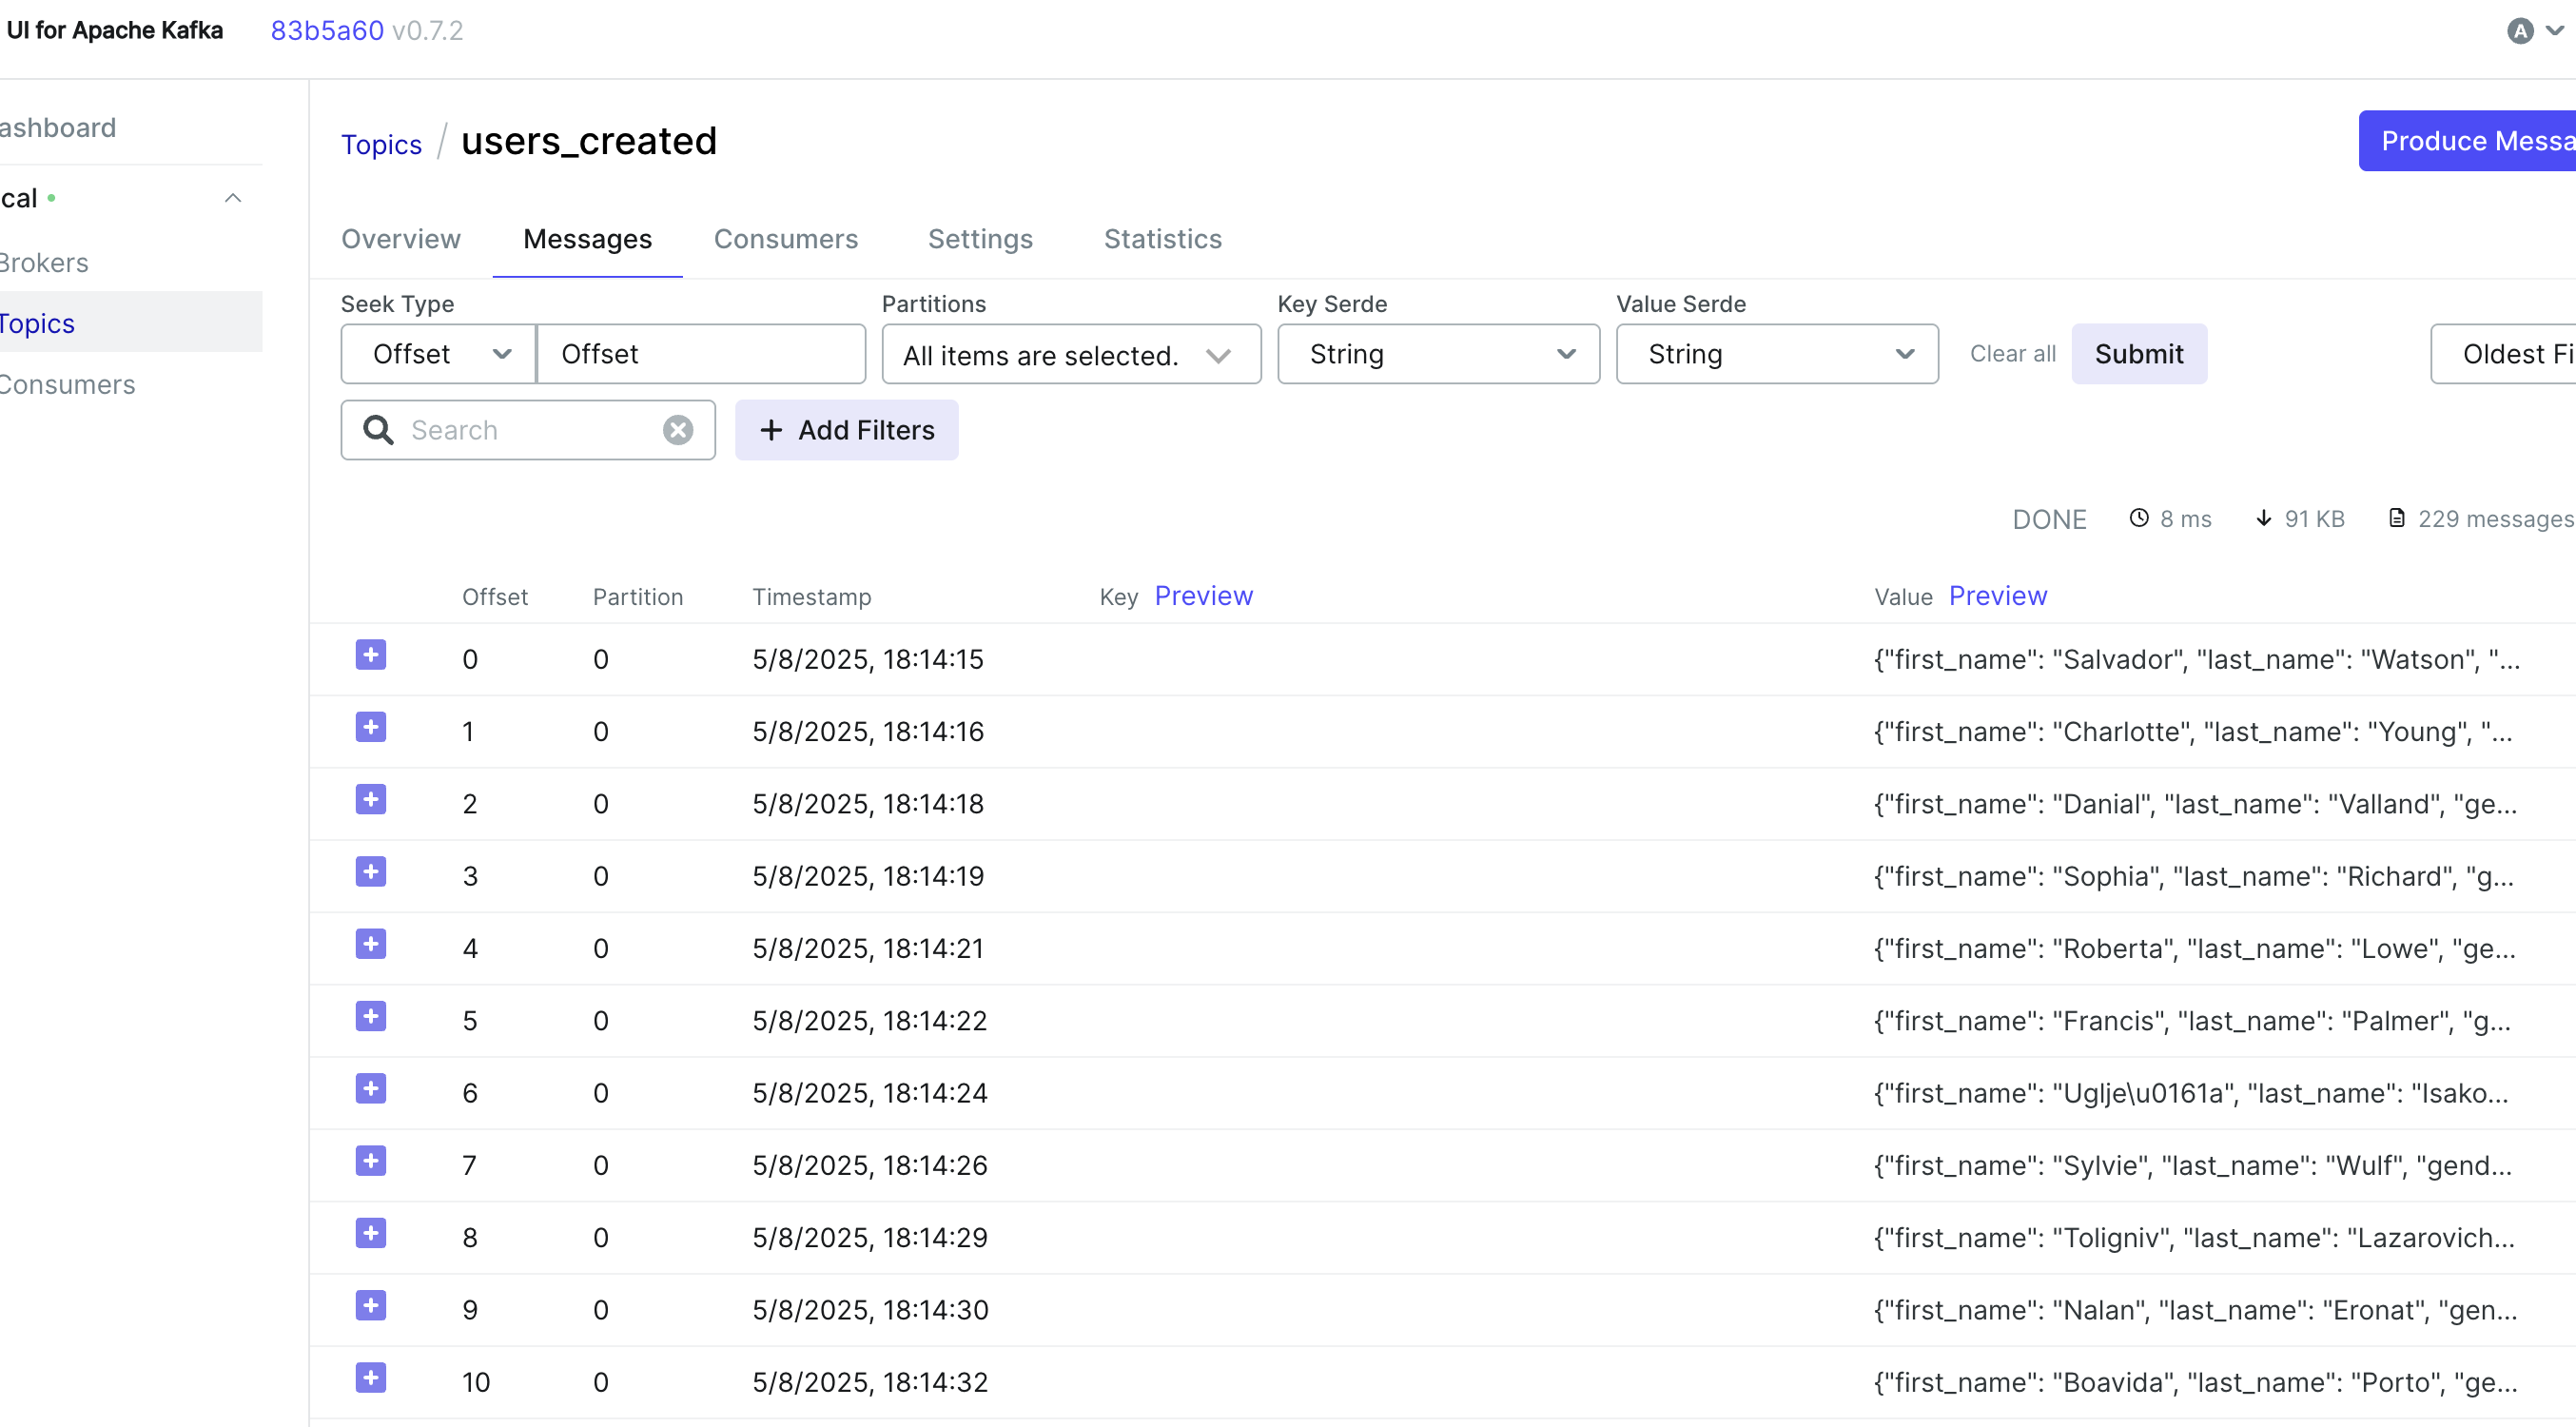 UI for Apache Kafka 83b5a60 v0.7.2 A
ashboard
cal
Brokers
Topics
Consumers
Topics / users_created
Produce Messa
Overview Messages Consumers Settings Statistics
Seek Type Partitions Key Serde Value Serde
Offset Offset All items are selected. String String Clear all Submit Oldest Fi
Search + Add Filters
DONE 8 ms 91 KB 229 messages
Offset Partition Timestamp Key Preview Value Preview
0 0 5/8/2025, 18:14:15 {"first_name": "Salvador", "last_name": "Watson", "...
1 0 5/8/2025, 18:14:16 {"first_name": "Charlotte", "last_name": "Young", "...
2 0 5/8/2025, 18:14:18 {"first_name": "Danial", "last_name": "Valland", "ge...
3 0 5/8/2025, 18:14:19 {"first_name": "Sophia", "last_name": "Richard", "g...
4 0 5/8/2025, 18:14:21 {"first_name": "Roberta", "last_name": "Lowe", "ge...
5 0 5/8/2025, 18:14:22 {"first_name": "Francis", "last_name": "Palmer", "g...
6 0 5/8/2025, 18:14:24 {"first_name": "Uglje\u0161a", "last_name": "Isako...
7 0 5/8/2025, 18:14:26 {"first_name": "Sylvie", "last_name": "Wulf", "gend...
8 0 5/8/2025, 18:14:29 {"first_name": "Toligniv", "last_name": "Lazarovich...
9 0 5/8/2025, 18:14:30 {"first_name": "Nalan", "last_name": "Eronat", "gen...
10 0 5/8/2025, 18:14:32 {"first_name": "Boavida", "last_name": "Porto", "ge...